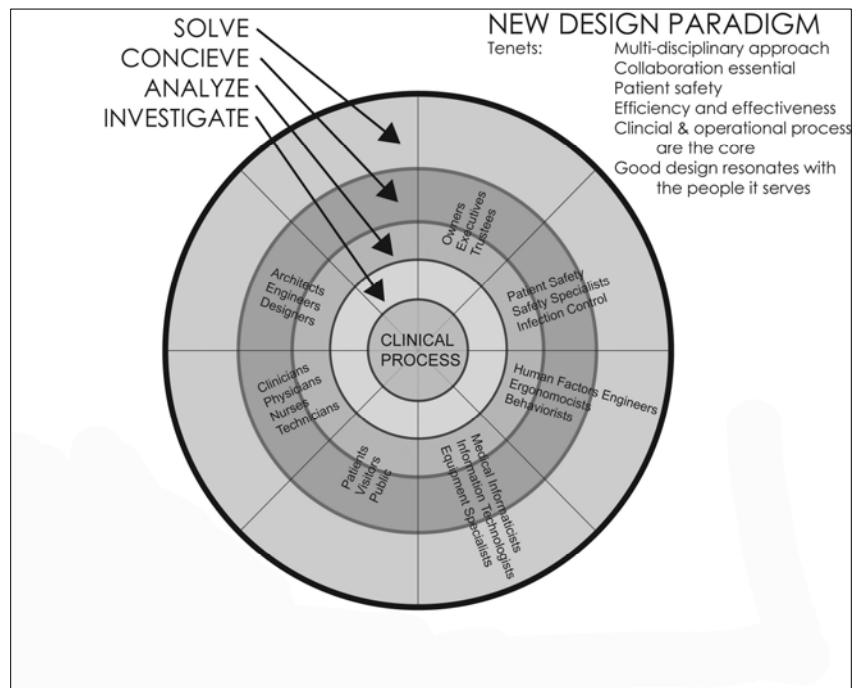 SOLVE
CONCIEVE
ANALYZE
INVESTIGATE
NEW DESIGN PARADIGM
Tenets:
Multi-disciplinary approach
Collaboration essential
Patient safety
Efficiency and effectiveness
Clincial & operational process
are the core
Good design resonates with
the people it serves
Owners
Executives
Trustees
Architects
Engineers
Designers
Patient Safety
Safety Specialists
Infection Control
CLINICAL
PROCESS
Clinicians
Physicians
Nurses
Technicians
Human Factors Engineers
Ergonomocists
Behaviorists
Patients
Visitors
Public
Medical Informaticists
Information Technologists
Equipment Specialists